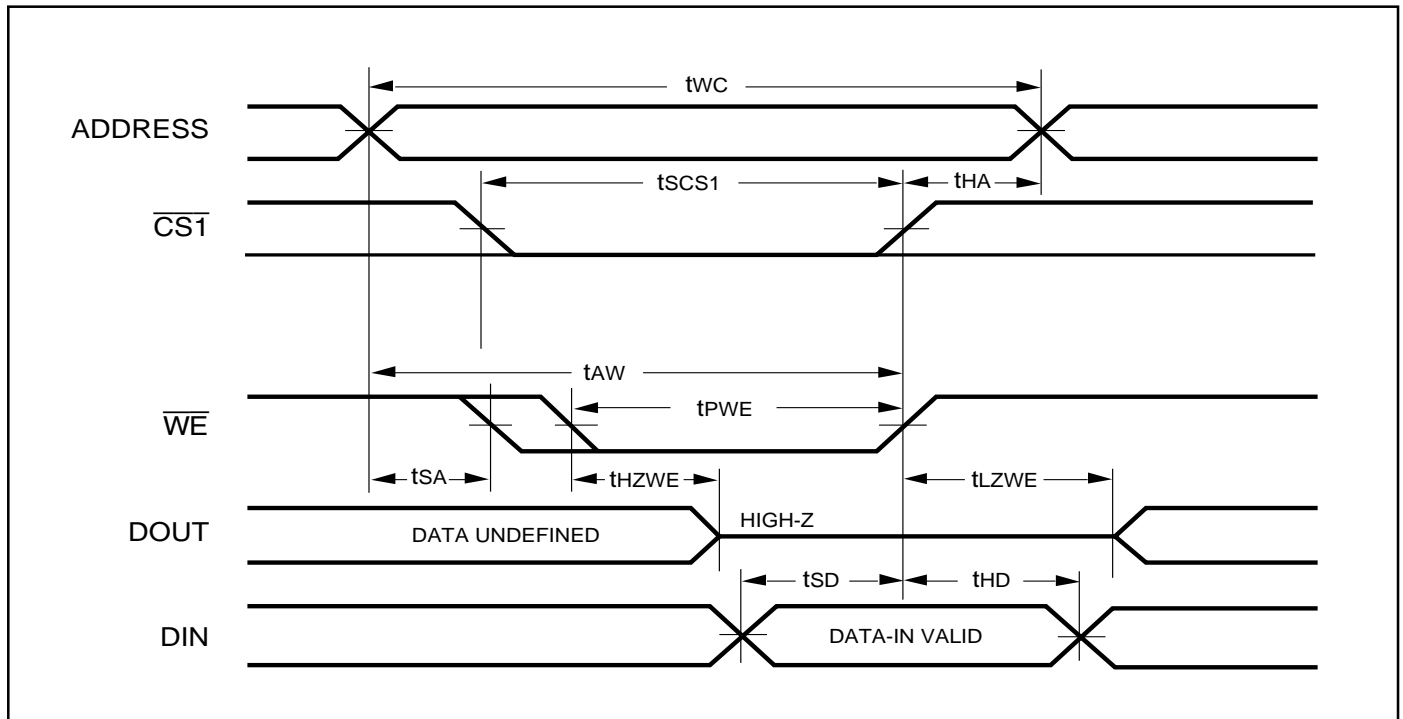 tWC
ADDRESS
tSCS1
tHA
CS1
tAW
tPWE
WE
tSA
tHZWE
tLZWE
HIGH-Z
DOUT
DATA UNDEFINED
tSD
tHD
DIN
DATA-IN VALID